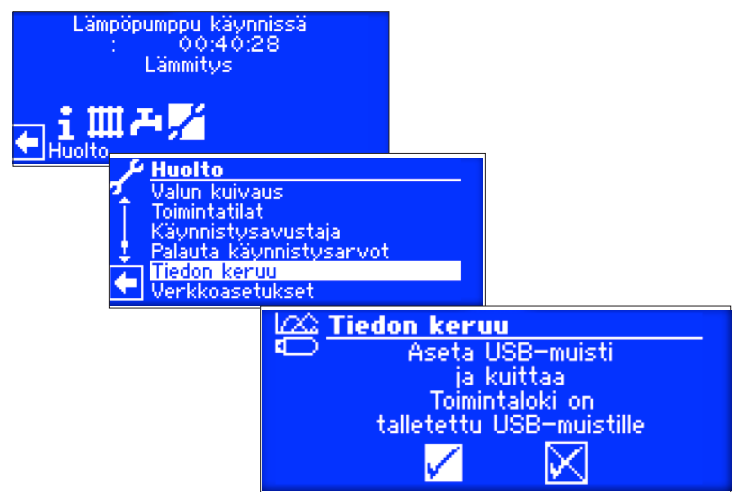 Lämpöpumppu käynnissä
: 00:40:28
Lämmitys
Huolto
Huolto
Valun kuivaus
Toimintatilat
Käynnistysavustaja
Palauta käynnistysarvot
Tiedon keruu
Verkkoasetukset
Tiedon keruu
Aseta USB-muisti
ja kuittaa
Toimintaloki on
talletettu USB-muistille